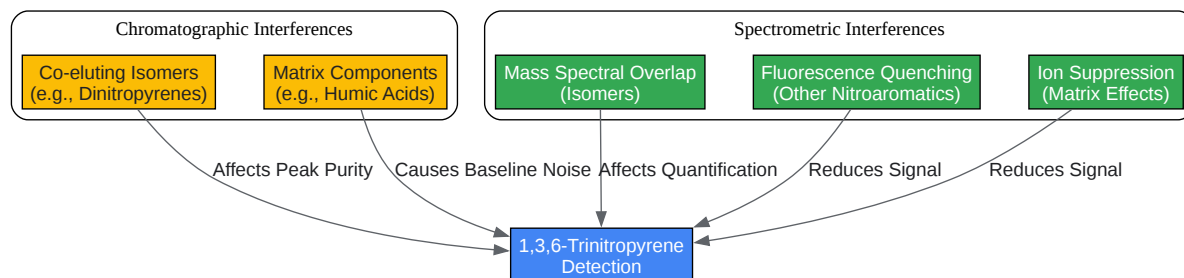 Chromatographic Interferences
Spectrometric Interferences
Co-eluting Isomers
(e.g., Dinitropyrenes)
Matrix Components
(e.g., Humic Acids)
Mass Spectral Overlap
(Isomers)
Fluorescence Quenching
(Other Nitroaromatics)
Ion Suppression
(Matrix Effects)
Affects Peak Purity
Causes Baseline Noise
Affects Quantification
Reduces Signal
Reduces Signal
1,3,6-Trinitropyrene
Detection